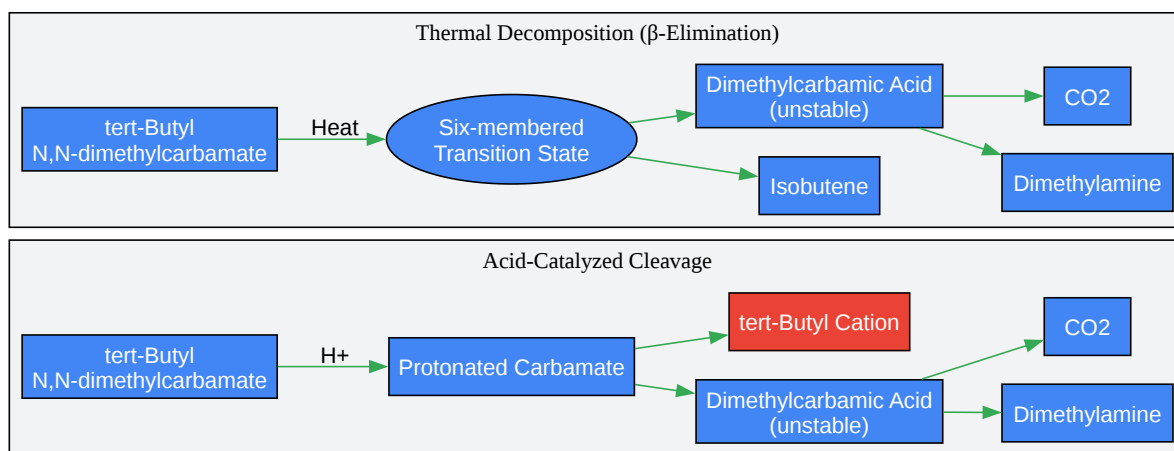 Thermal Decomposition (β-Elimination)
tert-Butyl
N,N-dimethylcarbamate
Heat
Six-membered
Transition State
Dimethylcarbamic Acid
(unstable)
Isobutene
CO2
Dimethylamine
Acid-Catalyzed Cleavage
tert-Butyl
N,N-dimethylcarbamate
H+
Protonated Carbamate
tert-Butyl Cation
Dimethylcarbamic Acid
(unstable)
CO2
Dimethylamine